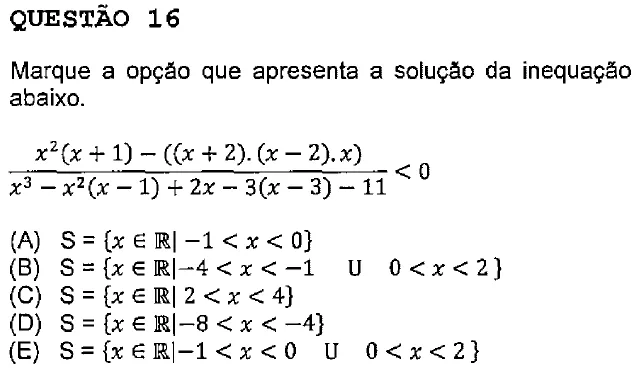 QUESTÃO 16
Marque a opção que apresenta a solução da inequação
abaixo.
x²(x + 1) − ((x + 2). (x − 2). x)
x³ − x²(x − 1) + 2x − 3(x − 3) − 11 < 0
(A) S = {x ∈ ℝ| −1 < x < 0}
(B) S = {x ∈ ℝ|−4 < x < −1 U 0 < x < 2 }
(C) S = {x ∈ ℝ| 2 < x < 4}
(D) S = {x ∈ ℝ|−8 < x < −4}
(E) S = {x ∈ ℝ|−1 < x < 0 U 0 < x < 2 }